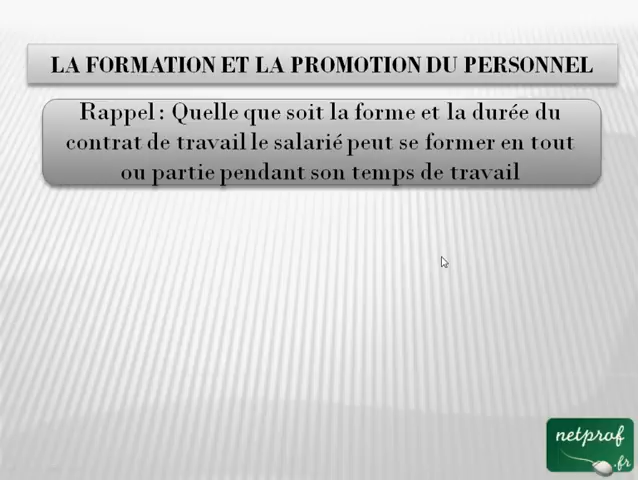 LA FORMATION ET LA PROMOTION DU PERSONNEL
Rappel : Quelle que soit la forme et la durée du
contrat de travail le salarié peut se former en tout
ou partie pendant son temps de travail
netprof
.fr